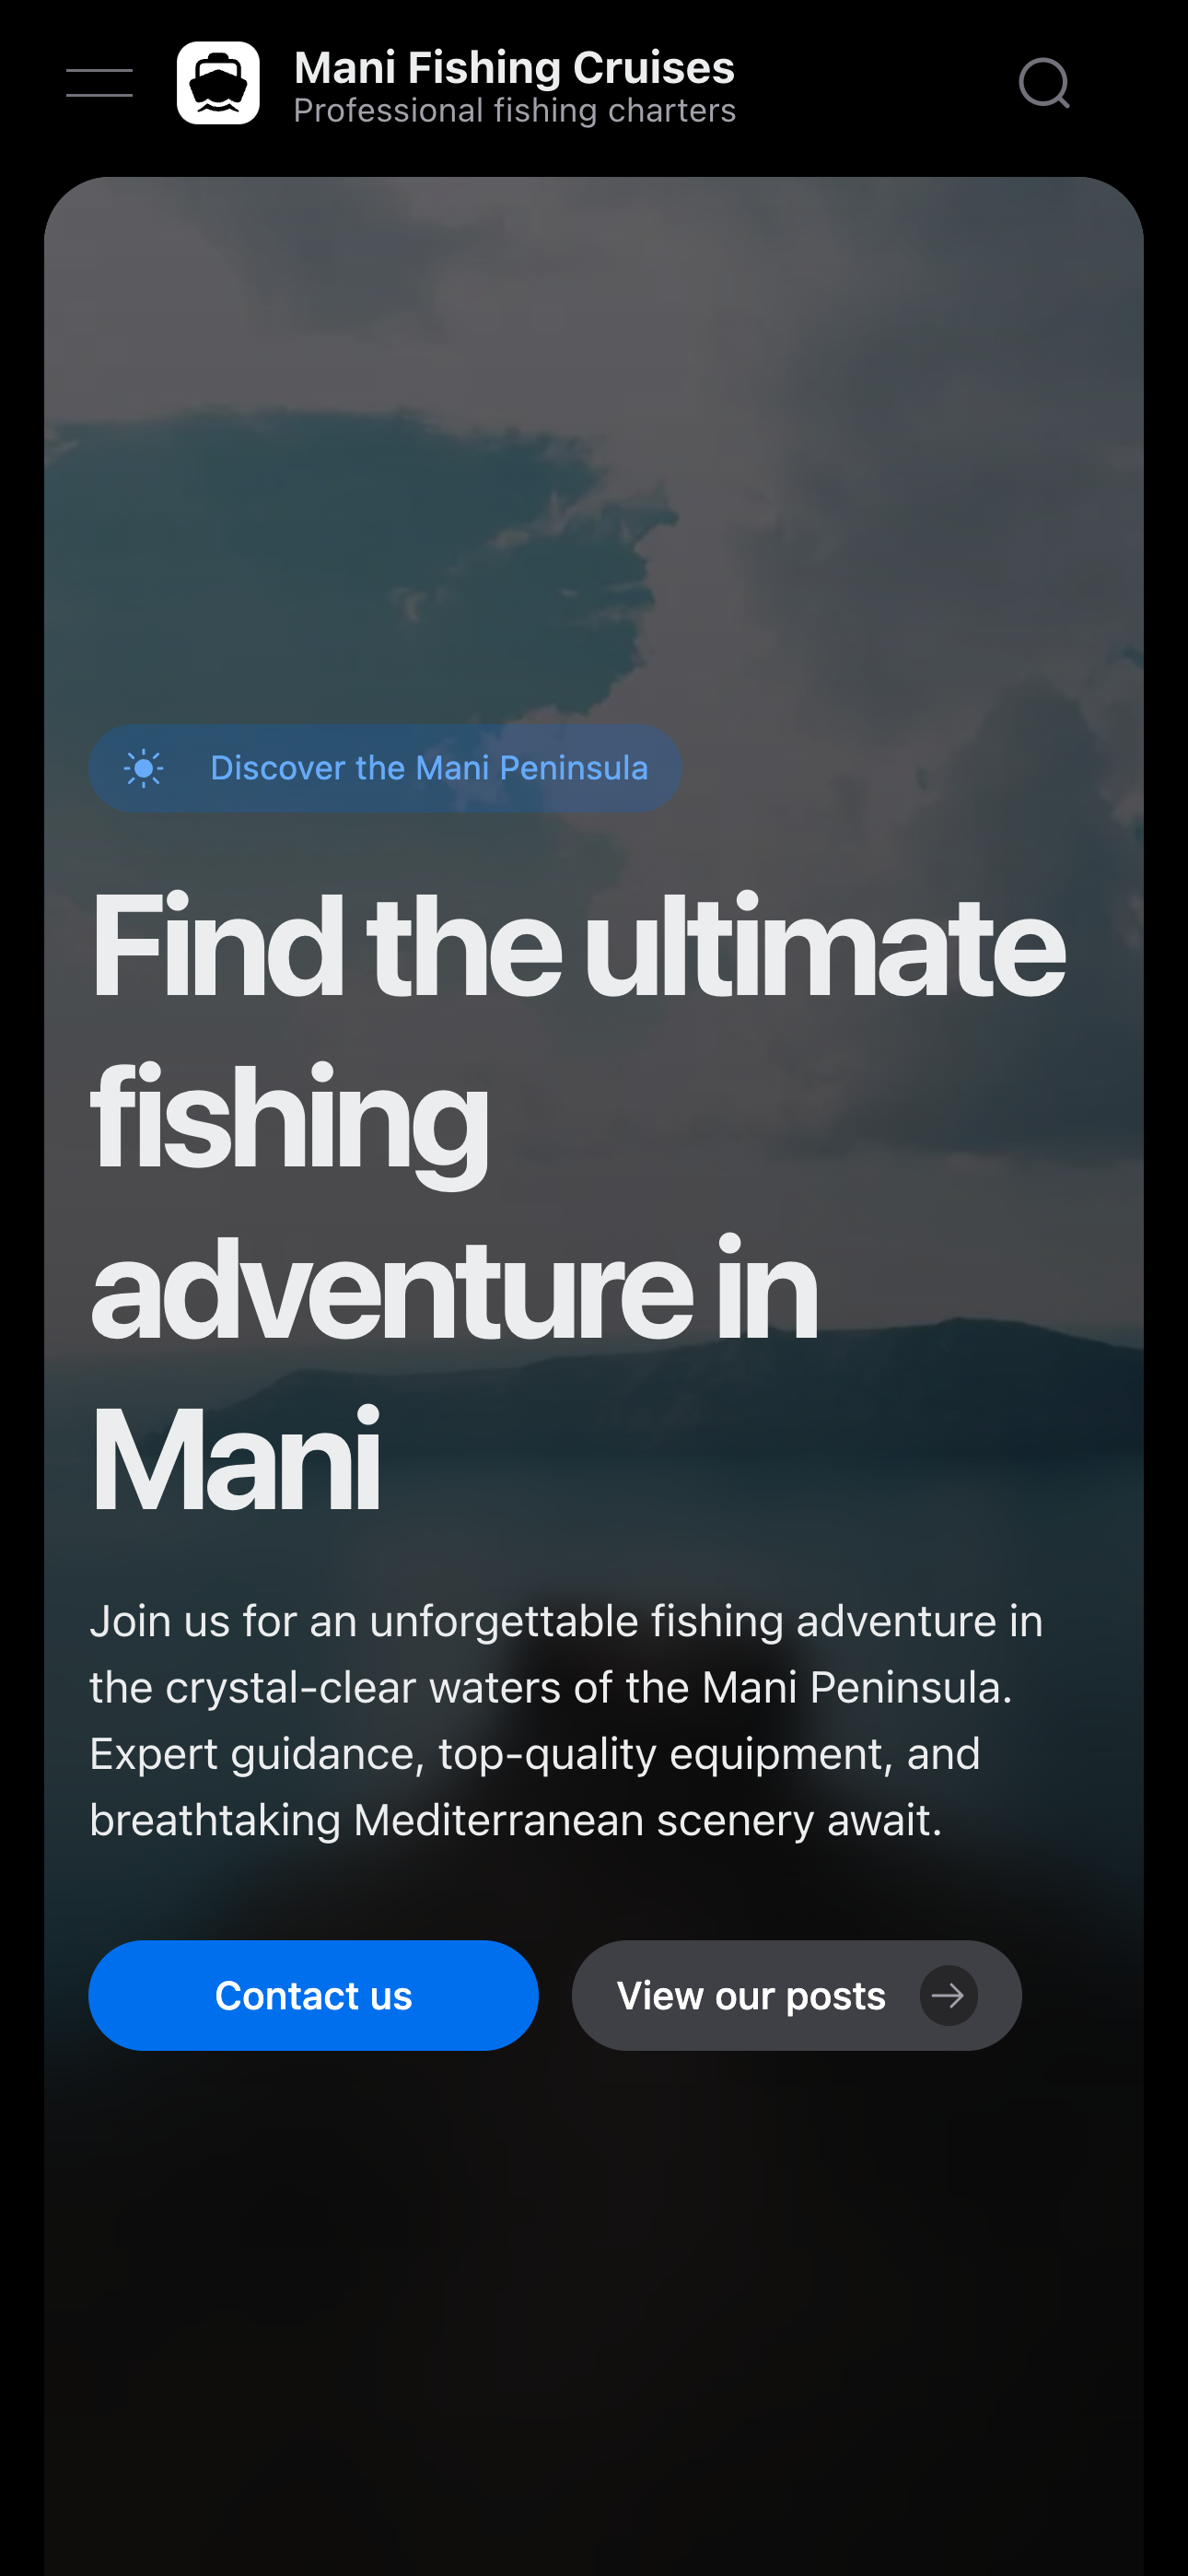 Mani Fishing Cruises
Professional fishing charters
Discover the Mani Peninsula
Find the ultimate
fishing
adventure in
Mani
Join us for an unforgettable fishing adventure in
the crystal-clear waters of the Mani Peninsula.
Expert guidance, top-quality equipment, and
breathtaking Mediterranean scenery await.
Contact us
View our posts